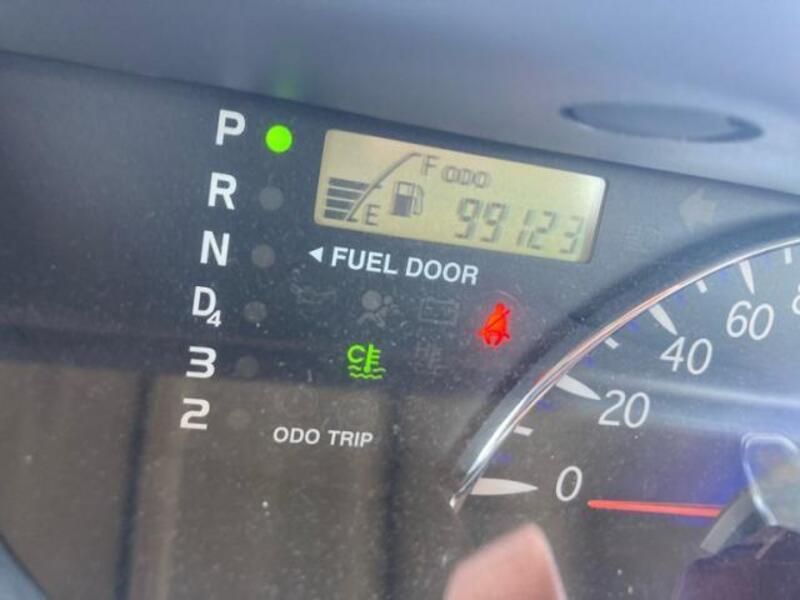 P
F ODO
E
99123
R
N
◄ FUEL DOOR
D4
3
C
2
ODO TRIP
0
20
40
60